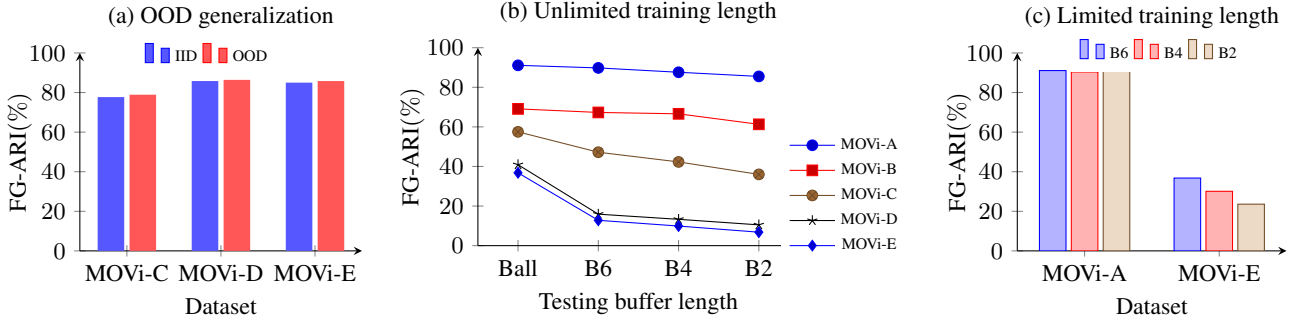 (a) OOD generalization
IID OOD
100
80
60
40
20
0
FG-ARI(%)
MOVi-C MOVi-D MOVi-E
Dataset
(b) Unlimited training length
100
80
60
40
20
0
FG-ARI(%)
Ball B6 B4 B2
Testing buffer length
MOVi-A
MOVi-B
MOVi-C
MOVi-D
MOVi-E
(c) Limited training length
B6 B4 B2
100
80
60
40
20
0
FG-ARI(%)
MOVi-A MOVi-E
Dataset